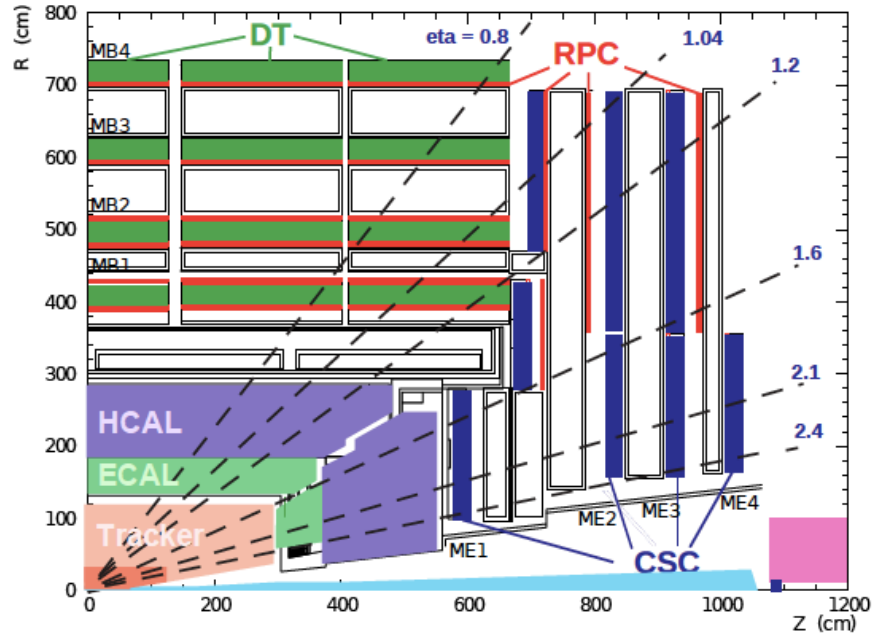 R (cm)
800
700
600
500
400
300
200
100
0
MB4
MB3
MB2
MB1
DT
eta = 0.8
RPC
1.04
1.2
1.6
2.1
2.4
HCAL
ECAL
Tracker
ME1
ME2
ME3
ME4
CSC
0
200
400
600
800
1000
1200
Z (cm)